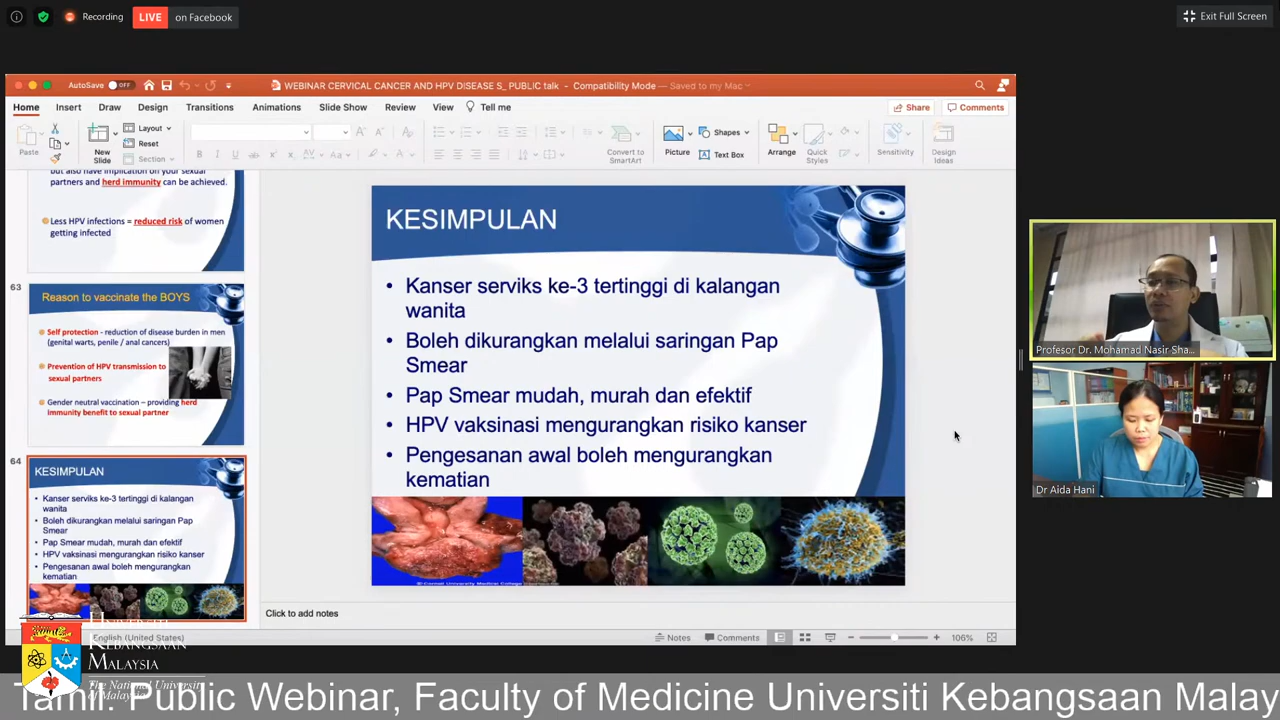 Recording
LIVE
on Facebook
Exit Full Screen
AutoSave
OFF
WEBINAR CERVICAL CANCER AND HPV DISEASE S_ PUBLIC talk - Compatibility Mode — Saved to my Mac
Home Insert Draw Design Transitions Animations Slide Show Review View Tell me
Share
Comments
Paste
New
Slide
Layout
Reset
Section
Convert to
SmartArt
Picture
Shapes
Text Box
Arrange
Quick
Styles
Sensitivity
Design
Ideas
but also have implication on your sexual
partners and herd immunity can be achieved.
Less HPV infections = reduced risk of women
getting infected
63
Reason to vaccinate the BOYS
Self protection - reduction of disease burden in men
(genital warts, penile / anal cancers)
Prevention of HPV transmission to
sexual partners
Gender neutral vaccination – providing herd
immunity benefit to sexual partner
64
KESIMPULAN
• Kanser serviks ke-3 tertinggi di kalangan
wanita
• Boleh dikurangkan melalui saringan Pap
Smear
• Pap Smear mudah, murah dan efektif
• HPV vaksinasi mengurangkan risiko kanser
• Pengesanan awal boleh mengurangkan
kematian
KESIMPULAN
• Kanser serviks ke-3 tertinggi di kalangan
wanita
• Boleh dikurangkan melalui saringan Pap
Smear
• Pap Smear mudah, murah dan efektif
• HPV vaksinasi mengurangkan risiko kanser
• Pengesanan awal boleh mengurangkan
kematian
© Cornell University Medical College
Click to add notes
English (United States)
Notes
Comments
106%
Profesor Dr. Mohamad Nasir Sha...
Dr Aida Hani
UNIVERSITI
KEBANGSAAN
MALAYSIA
The National University
of Malaysia
Tamil: Public Webinar, Faculty of Medicine Universiti Kebangsaan Malay